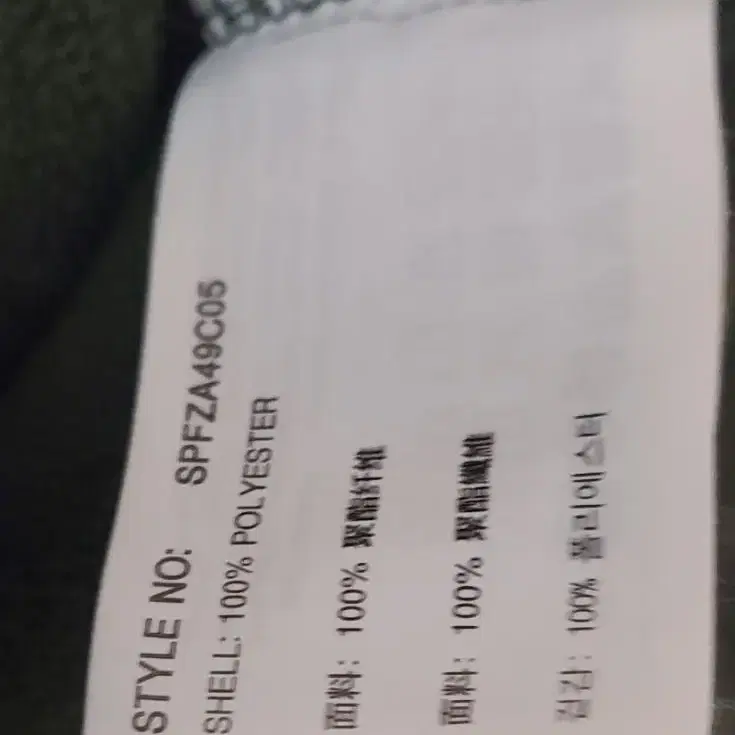 STYLE NO: SPFZA49C05
SHELL: 100% POLYESTER
面料: 100% 聚酯纤维
面料: 100% 聚酯纖維
겉감: 100% 폴리에스터